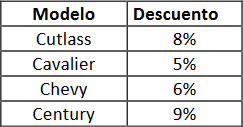 Modelo Descuento
Cutlass 8%
Cavalier 5%
Chevy 6%
Century 9%